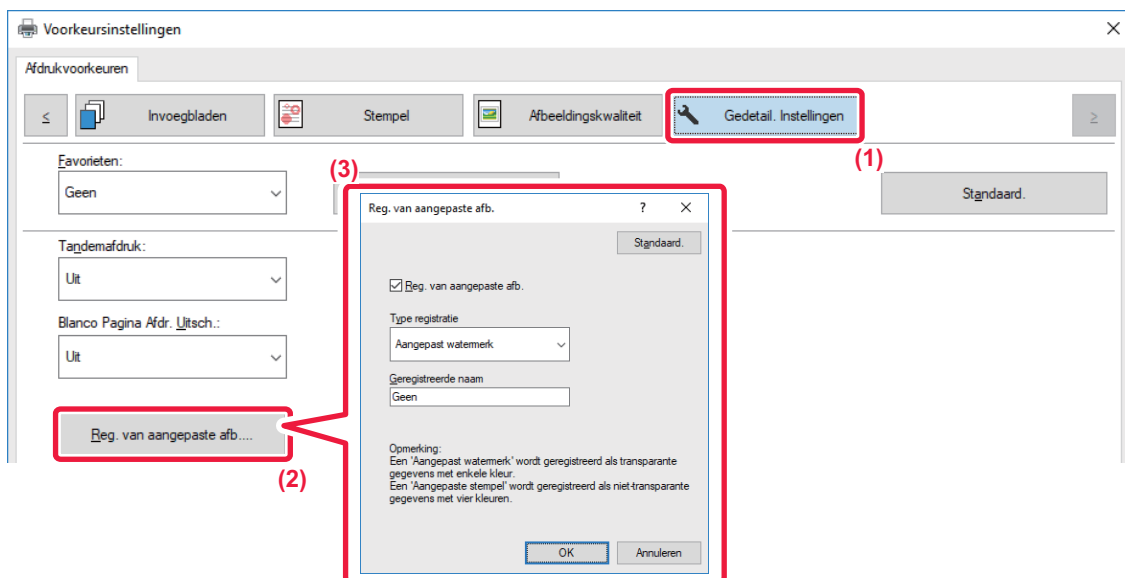 Voorkeursinstellingen
Afdrukvoorkeuren
< Invoegbladen Stempel Afbeeldingskwaliteit Gedetail. Instellingen >
(1)
Favorieten:
Geen
Standaard.
(3)
Tandemafdruk:
Uit
Blanco Pagina Afdr. Uitsch.:
Uit
Reg. van aangepaste afb....
(2)
Reg. van aangepaste afb. ?
Standaard.
Reg. van aangepaste afb.
Type registratie
Aangepast watermerk
Geregistreerde naam
Geen
Opmerking:
Een 'Aangepast watermerk' wordt geregistreerd als transparante
gegevens met enkele kleur.
Een 'Aangepaste stempel' wordt geregistreerd als niet-transparante
gegevens met vier kleuren.
OK Annuleren